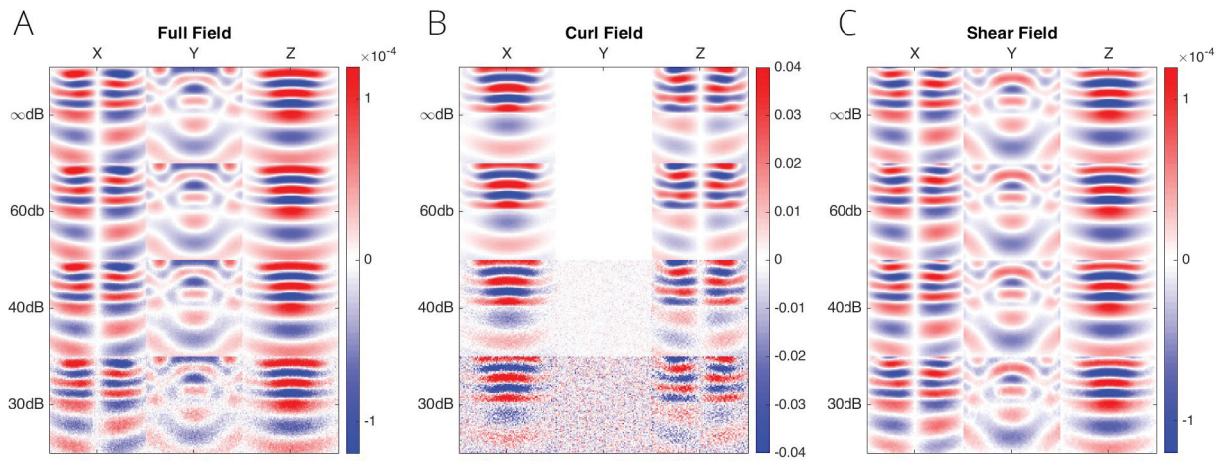 A
Full Field
X Y Z
×10⁻⁴
1
0
-1
∞dB
60db
40dB
30dB
B
Curl Field
X Y Z
0.04
0.03
0.02
0.01
0
-0.01
-0.02
-0.03
-0.04
∞dB
60dB
40dB
30dB
C
Shear Field
X Y Z
×10⁻⁴
1
0
-1
∞dB
60dB
40dB
30dB